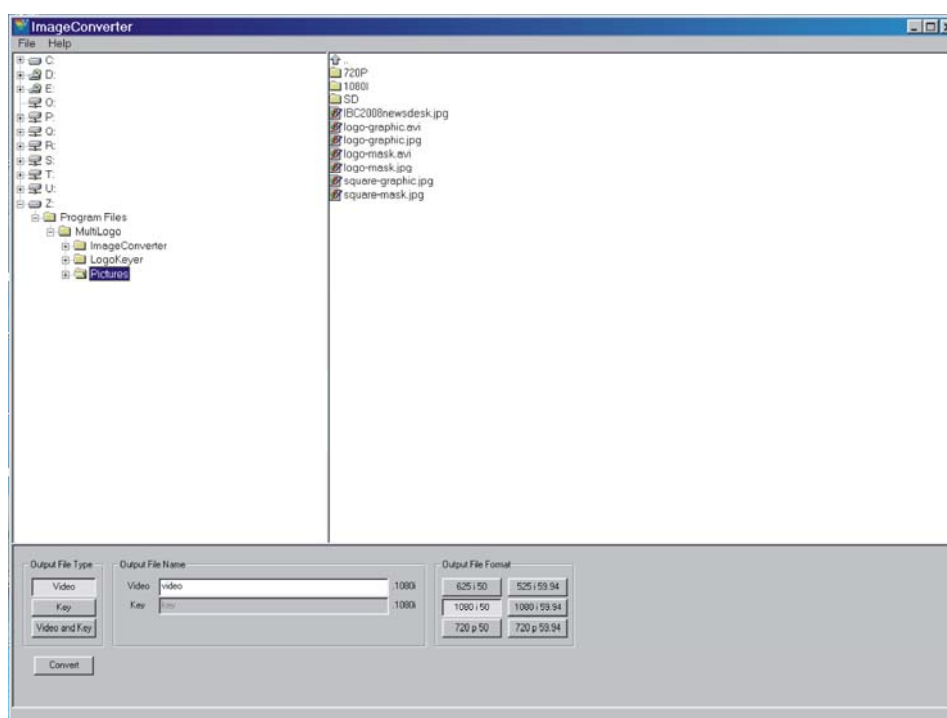 ImageConverter
File Help
C:
D:
E:
O:
P:
Q:
R:
S:
T:
U:
Z:
Program Files
MultiLogo
ImageConverter
LogoKeyer
Pictures
..
720P
1080I
SD
IBC2008newsdesk.jpg
logo-graphic.avi
logo-graphic.jpg
logo-mask.avi
logo-mask.jpg
square-graphic.jpg
square-mask.jpg
Output File Type
Video
Key
Video and Key
Convert
Output File Name
Video video .1080i
Key key .1080i
Output File Format
625 i 50 525 i 59.94
1080 i 50 1080 i 59.94
720 p 50 720 p 59.94